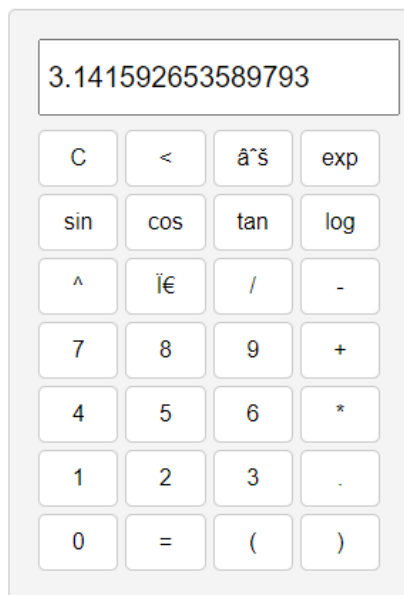 3.141592653589793
C < âˆš exp
sin cos tan log
^ Ï€ / -
7 8 9 +
4 5 6 *
1 2 3 .
0 = ( )